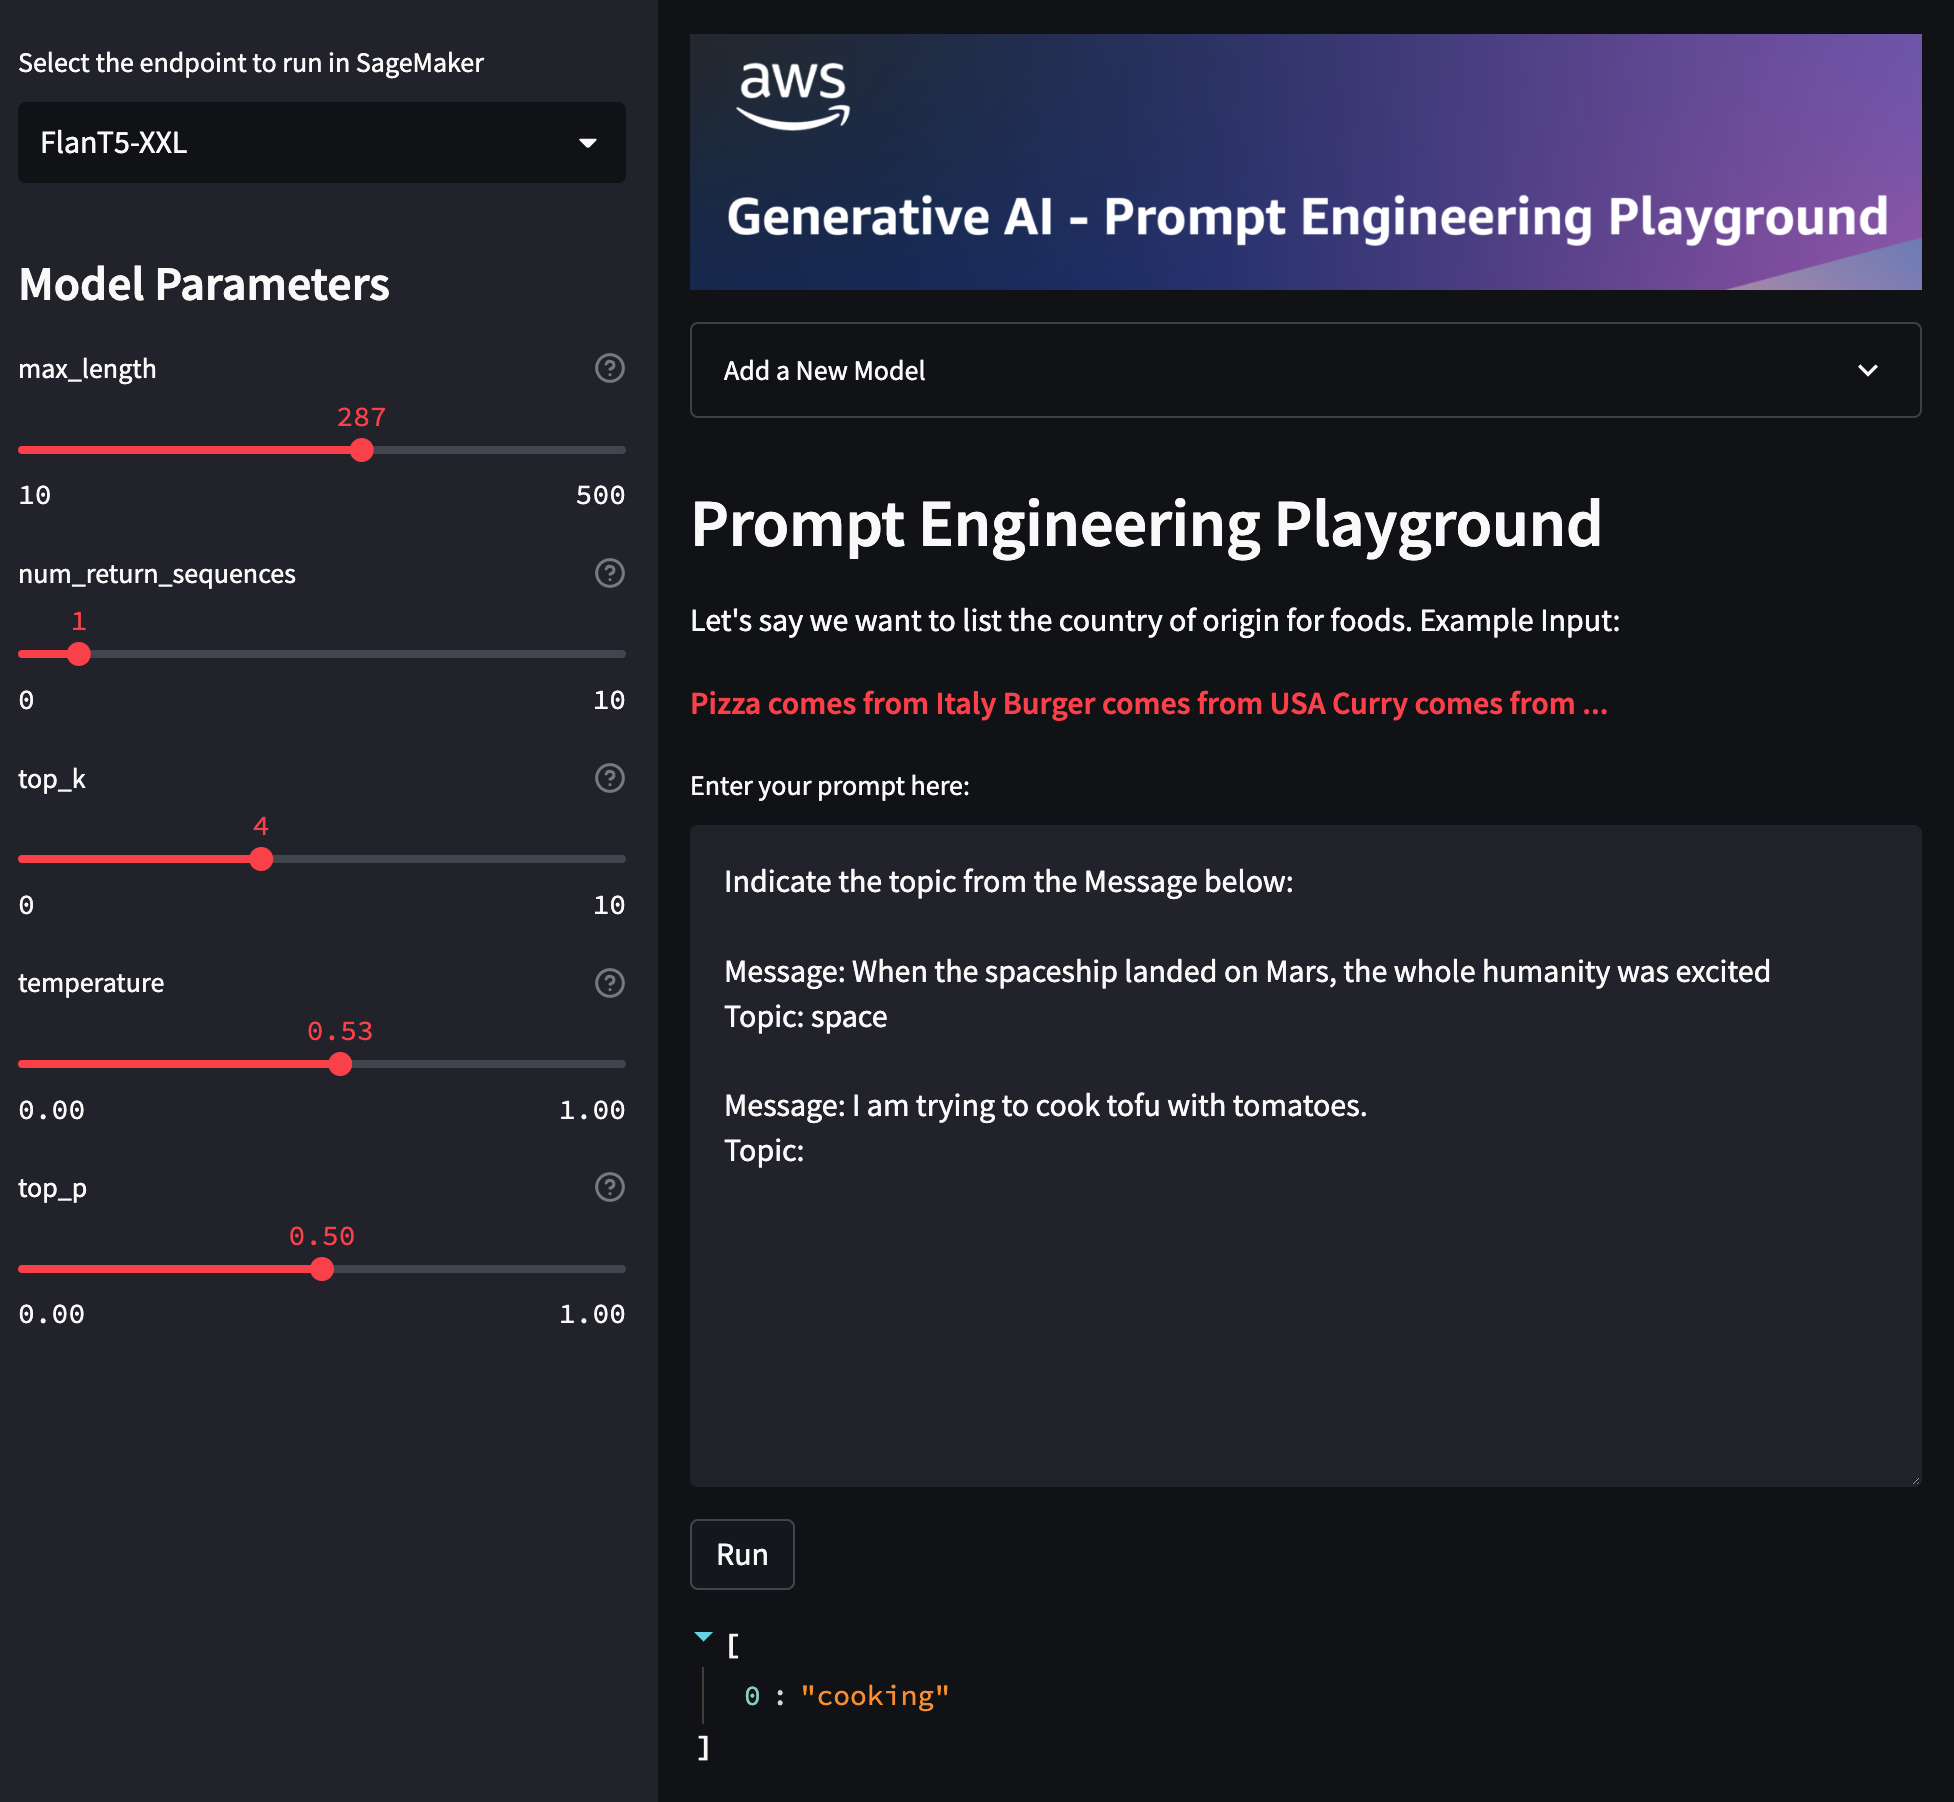 Select the endpoint to run in SageMaker
FlanT5-XXL
Model Parameters
max_length
287
10 500
num_return_sequences
1
0 10
top_k
4
0 10
temperature
0.53
0.00 1.00
top_p
0.50
0.00 1.00
aws
Generative AI - Prompt Engineering Playground
Add a New Model
Prompt Engineering Playground
Let's say we want to list the country of origin for foods. Example Input:
Pizza comes from Italy Burger comes from USA Curry comes from ...
Enter your prompt here:
Indicate the topic from the Message below:
Message: When the spaceship landed on Mars, the whole humanity was excited
Topic: space
Message: I am trying to cook tofu with tomatoes.
Topic:
Run
[
0 : "cooking"
]